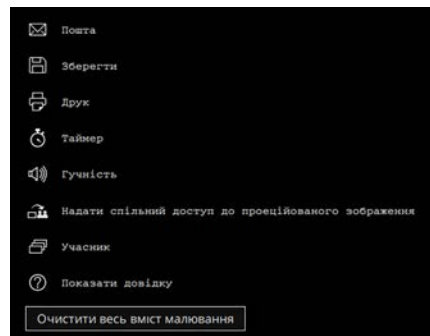 Пошта
Зберегти
Друк
Таймер
Гучність
Надати спільний доступ до проеційованого зображення
Учасник
Показати довідку
Очистити весь вміст малювання